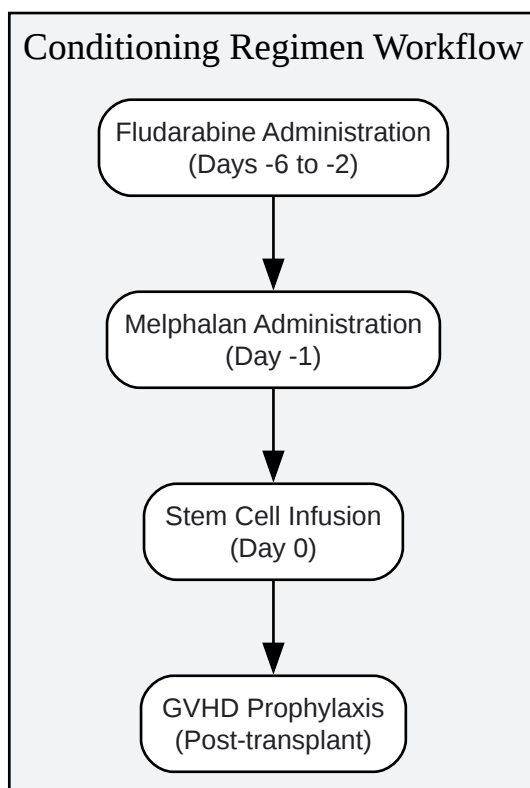 Conditioning Regimen Workflow
Fludarabine Administration
(Days -6 to -2)
Melphalan Administration
(Day -1)
Stem Cell Infusion
(Day 0)
GVHD Prophylaxis
(Post-transplant)